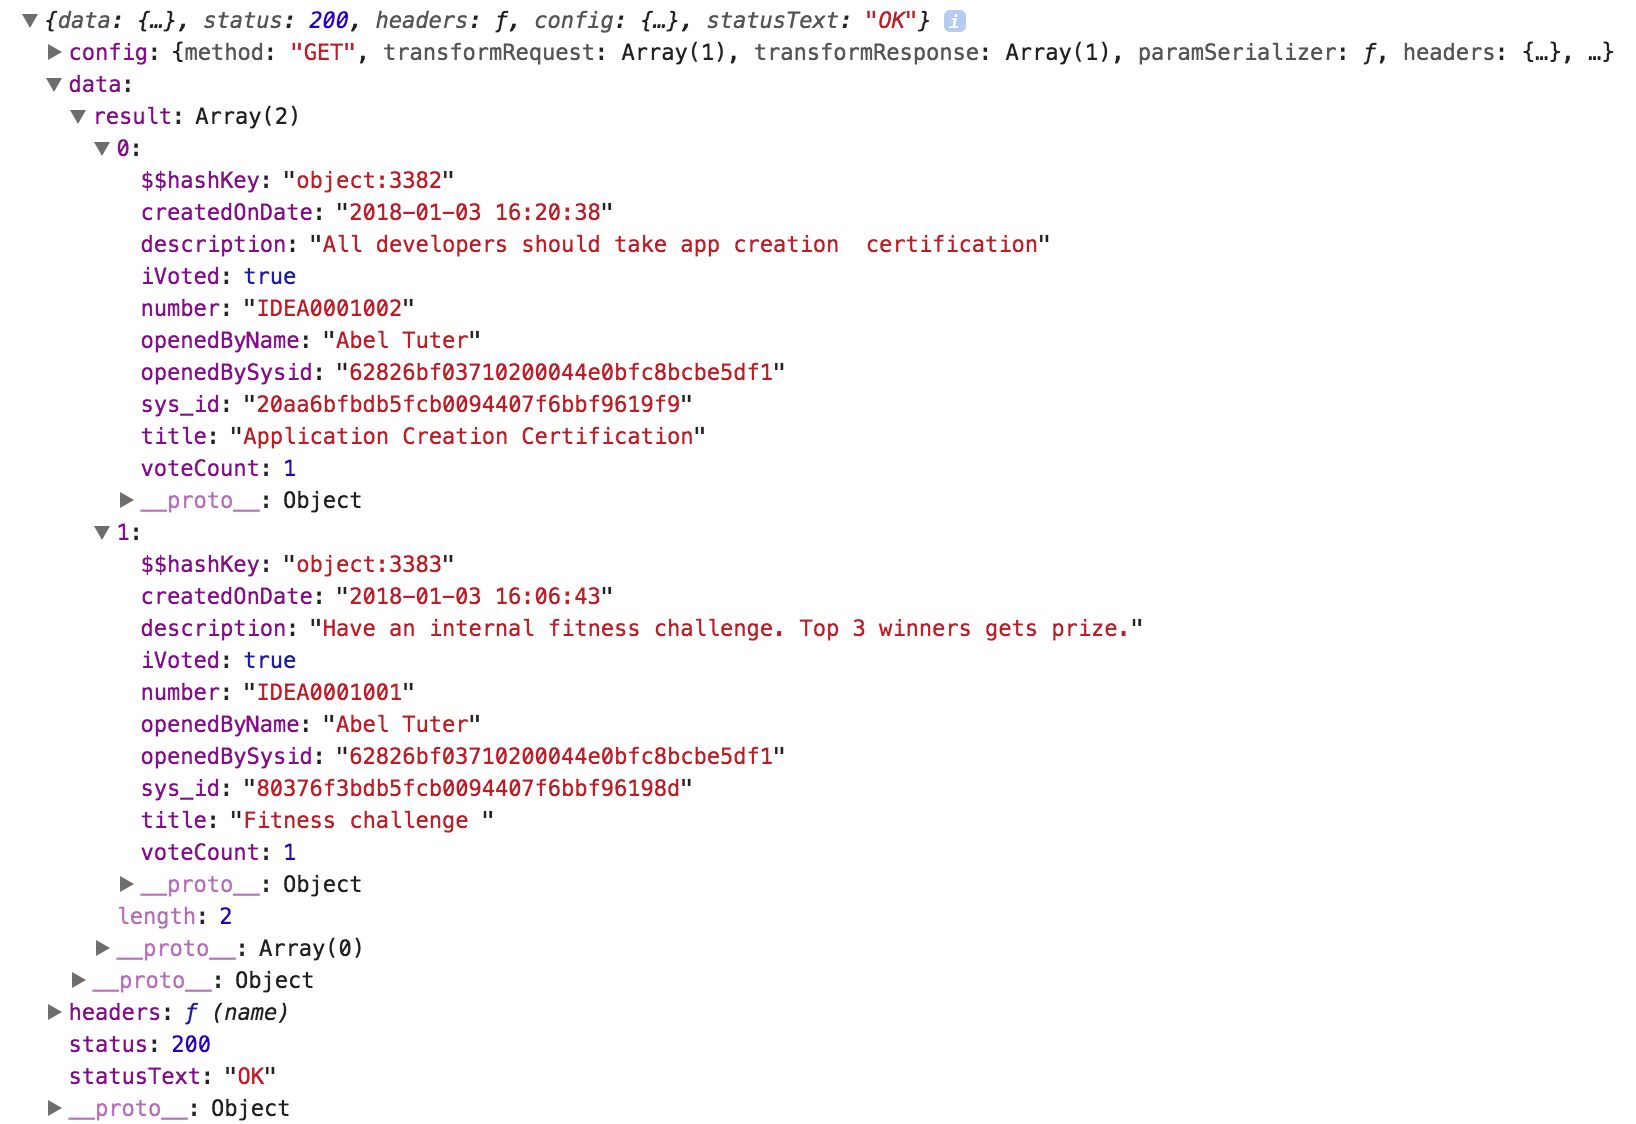 {data: {…}, status: 200, headers: ƒ, config: {…}, statusText: "OK"} i
config: {method: "GET", transformRequest: Array(1), transformResponse: Array(1), paramSerializer: ƒ, headers: {…}, …}
data:
result: Array(2)
0:
$$hashKey: "object:3382"
createdOnDate: "2018-01-03 16:20:38"
description: "All developers should take app creation  certification"
iVoted: true
number: "IDEA0001002"
openedByName: "Abel Tuter"
openedBySysid: "62826bf03710200044e0bfc8bcbe5df1"
sys_id: "20aa6bfbdb5fcb0094407f6bbf9619f9"
title: "Application Creation Certification"
voteCount: 1
__proto__: Object
1:
$$hashKey: "object:3383"
createdOnDate: "2018-01-03 16:06:43"
description: "Have an internal fitness challenge. Top 3 winners gets prize."
iVoted: true
number: "IDEA0001001"
openedByName: "Abel Tuter"
openedBySysid: "62826bf03710200044e0bfc8bcbe5df1"
sys_id: "80376f3bdb5fcb0094407f6bbf96198d"
title: "Fitness challenge "
voteCount: 1
__proto__: Object
length: 2
__proto__: Array(0)
__proto__: Object
headers: ƒ (name)
status: 200
statusText: "OK"
__proto__: Object